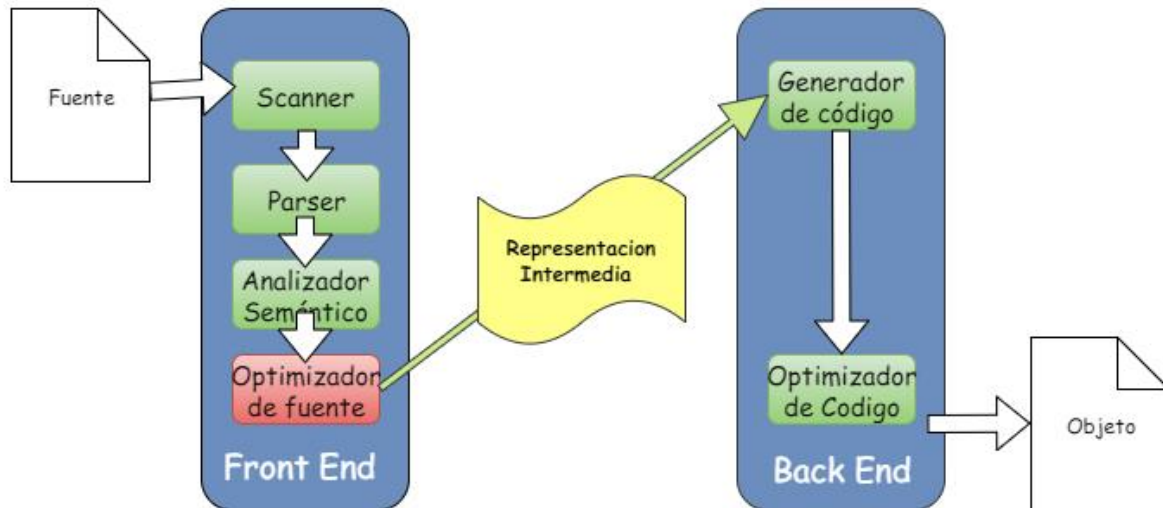 Fuente
Scanner
Parser
Analizador
Seméntico
Optimizador
de fuente
Front End
Representacion
Intermedia
Generador
de código
Optimizador
de Codigo
Back End
Objeto